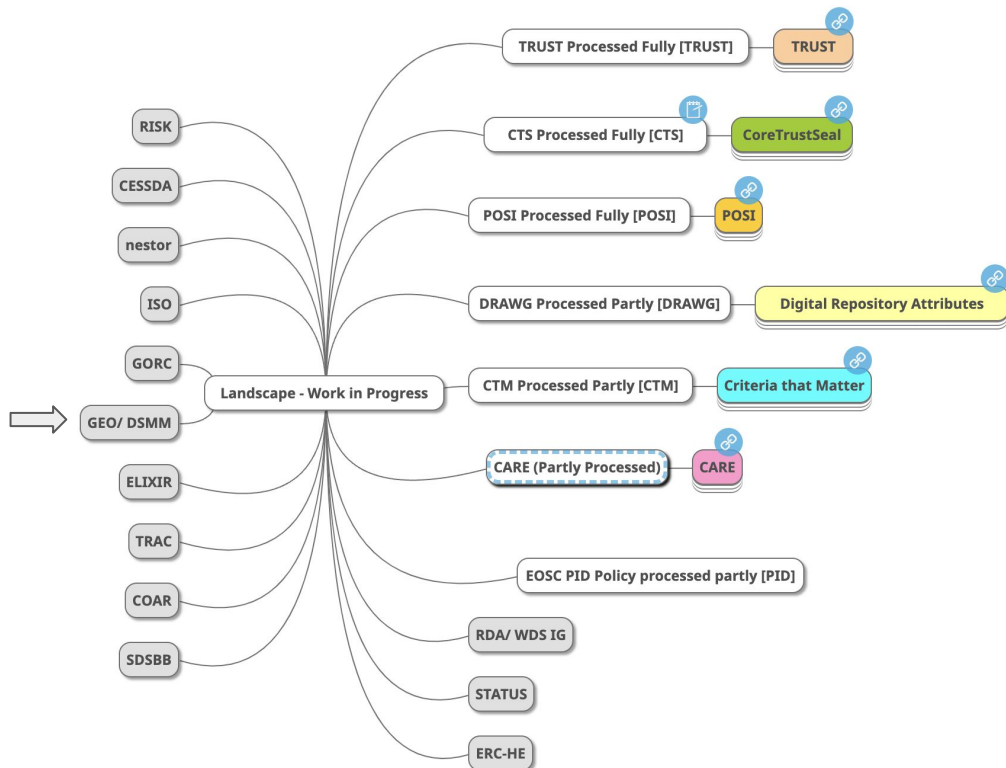 TRUST Processed Fully [TRUST]
TRUST
RISK
CTS Processed Fully [CTS]
CoreTrustSeal
CESSDA
POSI Processed Fully [POSI]
POSI
nestor
ISO
DRAWG Processed Partly [DRAWG]
Digital Repository Attributes
GORC
Landscape - Work in Progress
CTM Processed Partly [CTM]
Criteria that Matter
GEO/ DSMM
CARE (Partly Processed)
CARE
ELIXIR
TRAC
EOSC PID Policy processed partly [PID]
COAR
RDA/ WDS IG
SDSBB
STATUS
ERC-HE